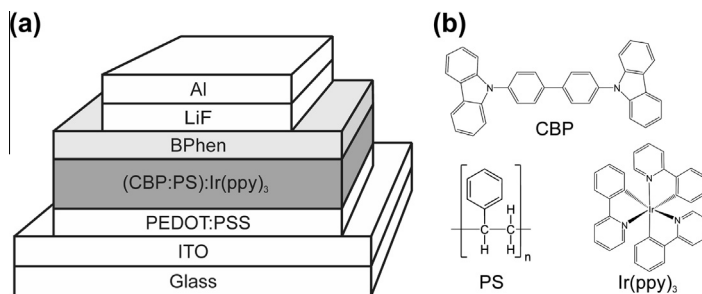 (a)
Al
LiF
BPhen
(CBP:PS):Ir(ppy)₃
PEDOT:PSS
ITO
Glass
(b)
N
N
CBP
H
C
C
H
H
n
PS
N
Ir
N
N
Ir(ppy)₃